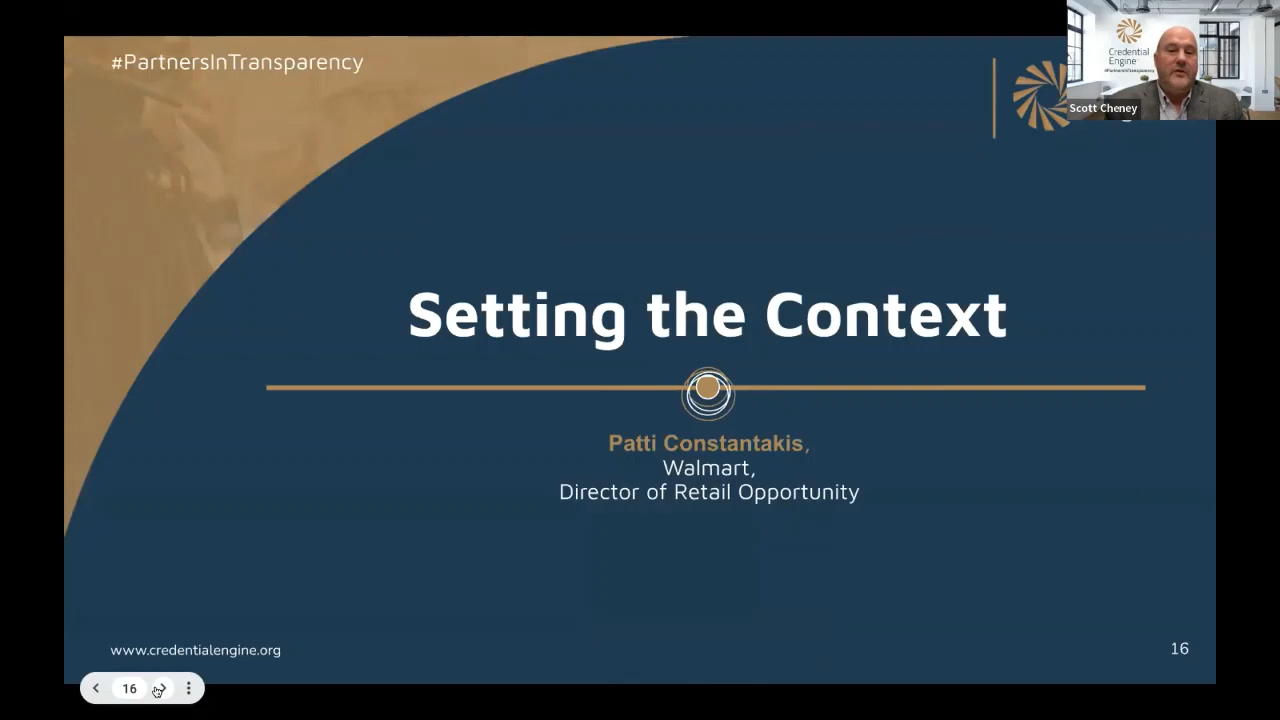 #PartnersInTransparency
Credential
Engine
#PartnersInTransparency
Scott Cheney
Setting the Context
Patti Constantakis,
Walmart,
Director of Retail Opportunity
www.credentialengine.org
16
16